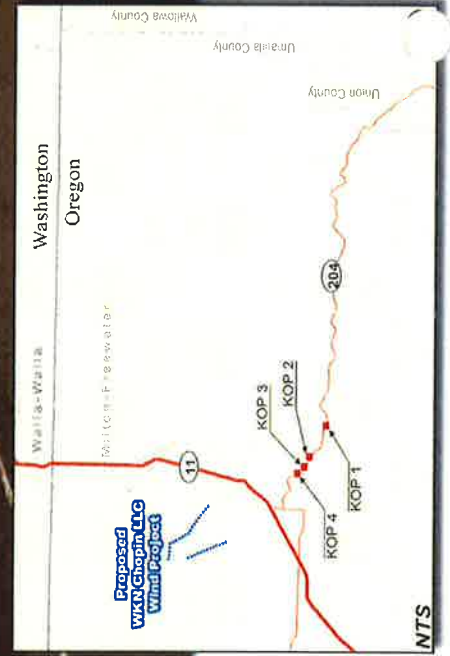 Wallowa County
Umatilla County
Union County
Washington
Oregon
Walla-Walla
Milton-Freewater
11
204
Proposed
WKN Chopin LLC
Wind Project
KOP 3
KOP 2
KOP 4
KOP 1
NTS